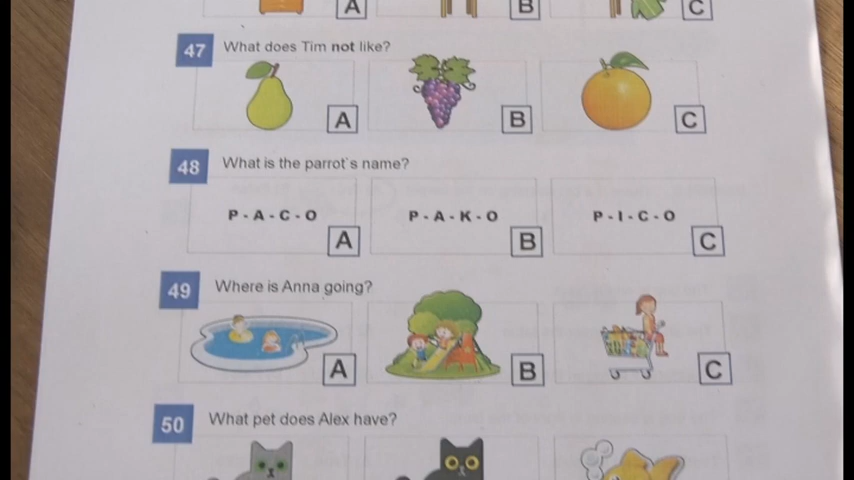 A B C
47 What does Tim not like?
A B C
48 What is the parrot's name?
P - A - C - O P - A - K - O P - I - C - O
A B C
49 Where is Anna going?
A B C
50 What pet does Alex have?